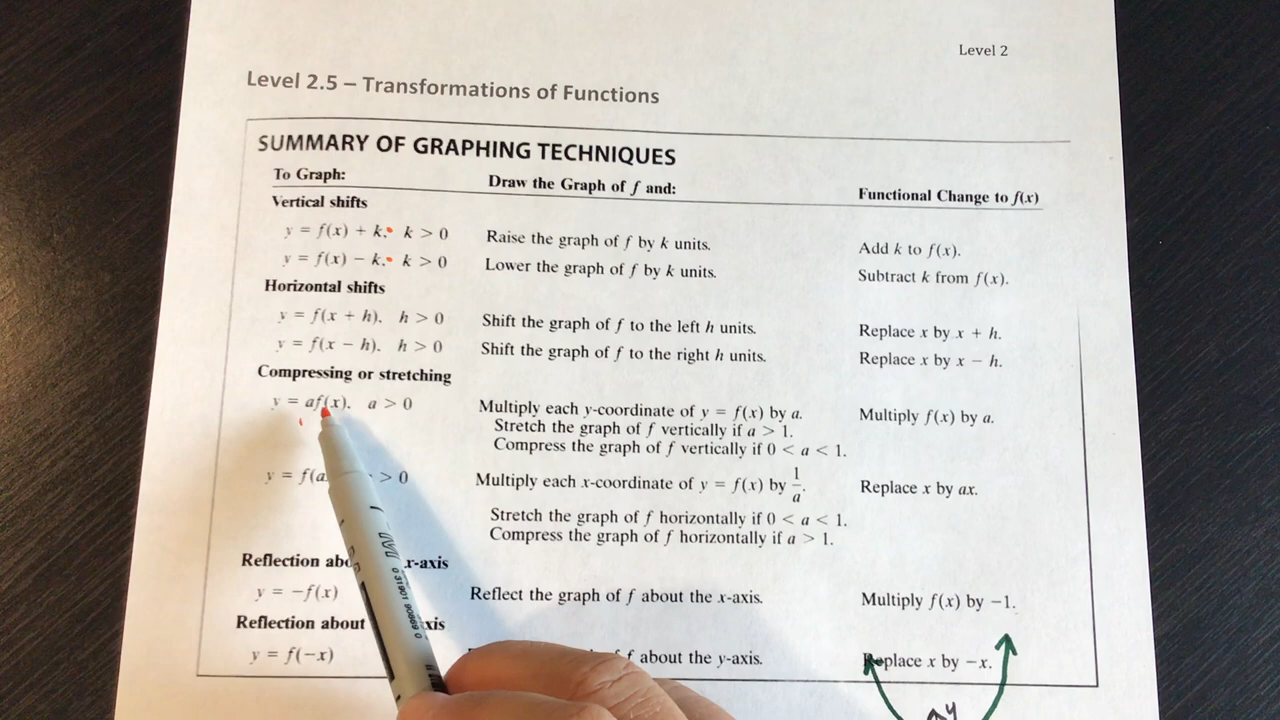 Level 2
Level 2.5 – Transformations of Functions
SUMMARY OF GRAPHING TECHNIQUES
To Graph: Draw the Graph of f and: Functional Change to f(x)
Vertical shifts
y = f(x) + k. k > 0 Raise the graph of f by k units. Add k to f(x).
y = f(x) − k. k > 0 Lower the graph of f by k units. Subtract k from f(x).
Horizontal shifts
y = f(x + h). h > 0 Shift the graph of f to the left h units. Replace x by x + h.
y = f(x − h). h > 0 Shift the graph of f to the right h units. Replace x by x − h.
Compressing or stretching
y = af(x). a > 0 Multiply each y-coordinate of y = f(x) by a. Multiply f(x) by a.
Stretch the graph of f vertically if a > 1.
Compress the graph of f vertically if 0 < a < 1.
y = f(a > 0 Multiply each x-coordinate of y = f(x) by 1/a. Replace x by ax.
Stretch the graph of f horizontally if 0 < a < 1.
Compress the graph of f horizontally if a > 1.
Reflection x-axis
y = −f(x) Reflect the graph of f about the x-axis. Multiply f(x) by −1.
Reflection about
y = f(−x) f about the y-axis. Replace x by −x.
y
0 69806 10610